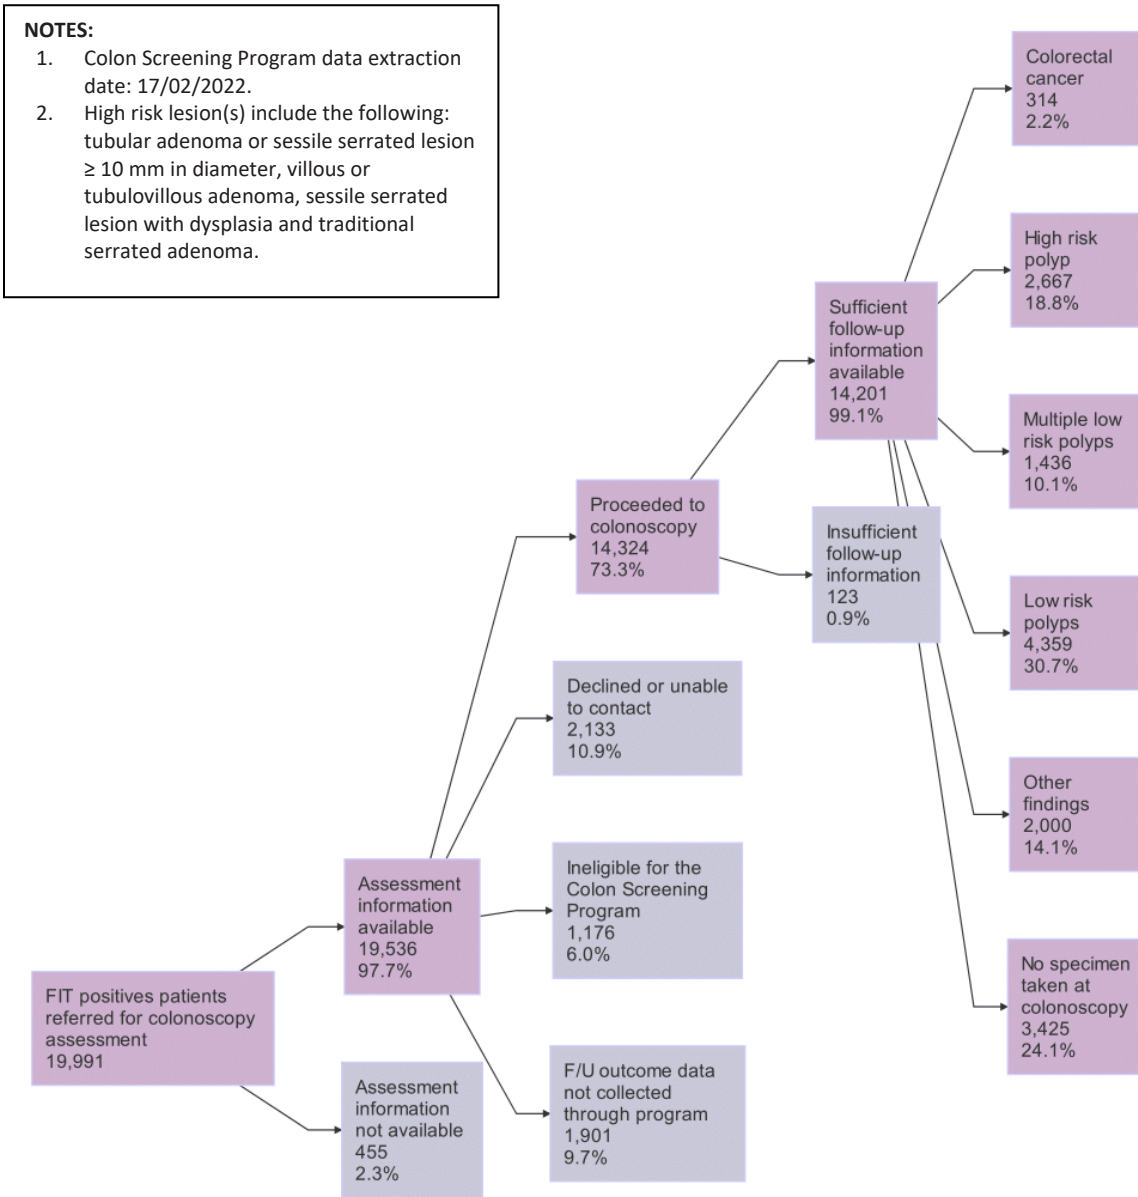 NOTES:
1. Colon Screening Program data extraction
date: 17/02/2022.
2. High risk lesion(s) include the following:
tubular adenoma or sessile serrated lesion
≥ 10 mm in diameter, villous or
tubulovillous adenoma, sessile serrated
lesion with dysplasia and traditional
serrated adenoma.
FIT positives patients
referred for colonoscopy
assessment
19,991
Assessment
information
available
19,536
97.7%
Assessment
information
not available
455
2.3%
Proceeded to
colonoscopy
14,324
73.3%
Declined or unable
to contact
2,133
10.9%
Ineligible for the
Colon Screening
Program
1,176
6.0%
F/U outcome data
not collected
through program
1,901
9.7%
Sufficient
follow-up
information
available
14,201
99.1%
Insufficient
follow-up
information
123
0.9%
Colorectal
cancer
314
2.2%
High risk
polyp
2,667
18.8%
Multiple low
risk polyps
1,436
10.1%
Low risk
polyps
4,359
30.7%
Other
findings
2,000
14.1%
No specimen
taken at
colonoscopy
3,425
24.1%